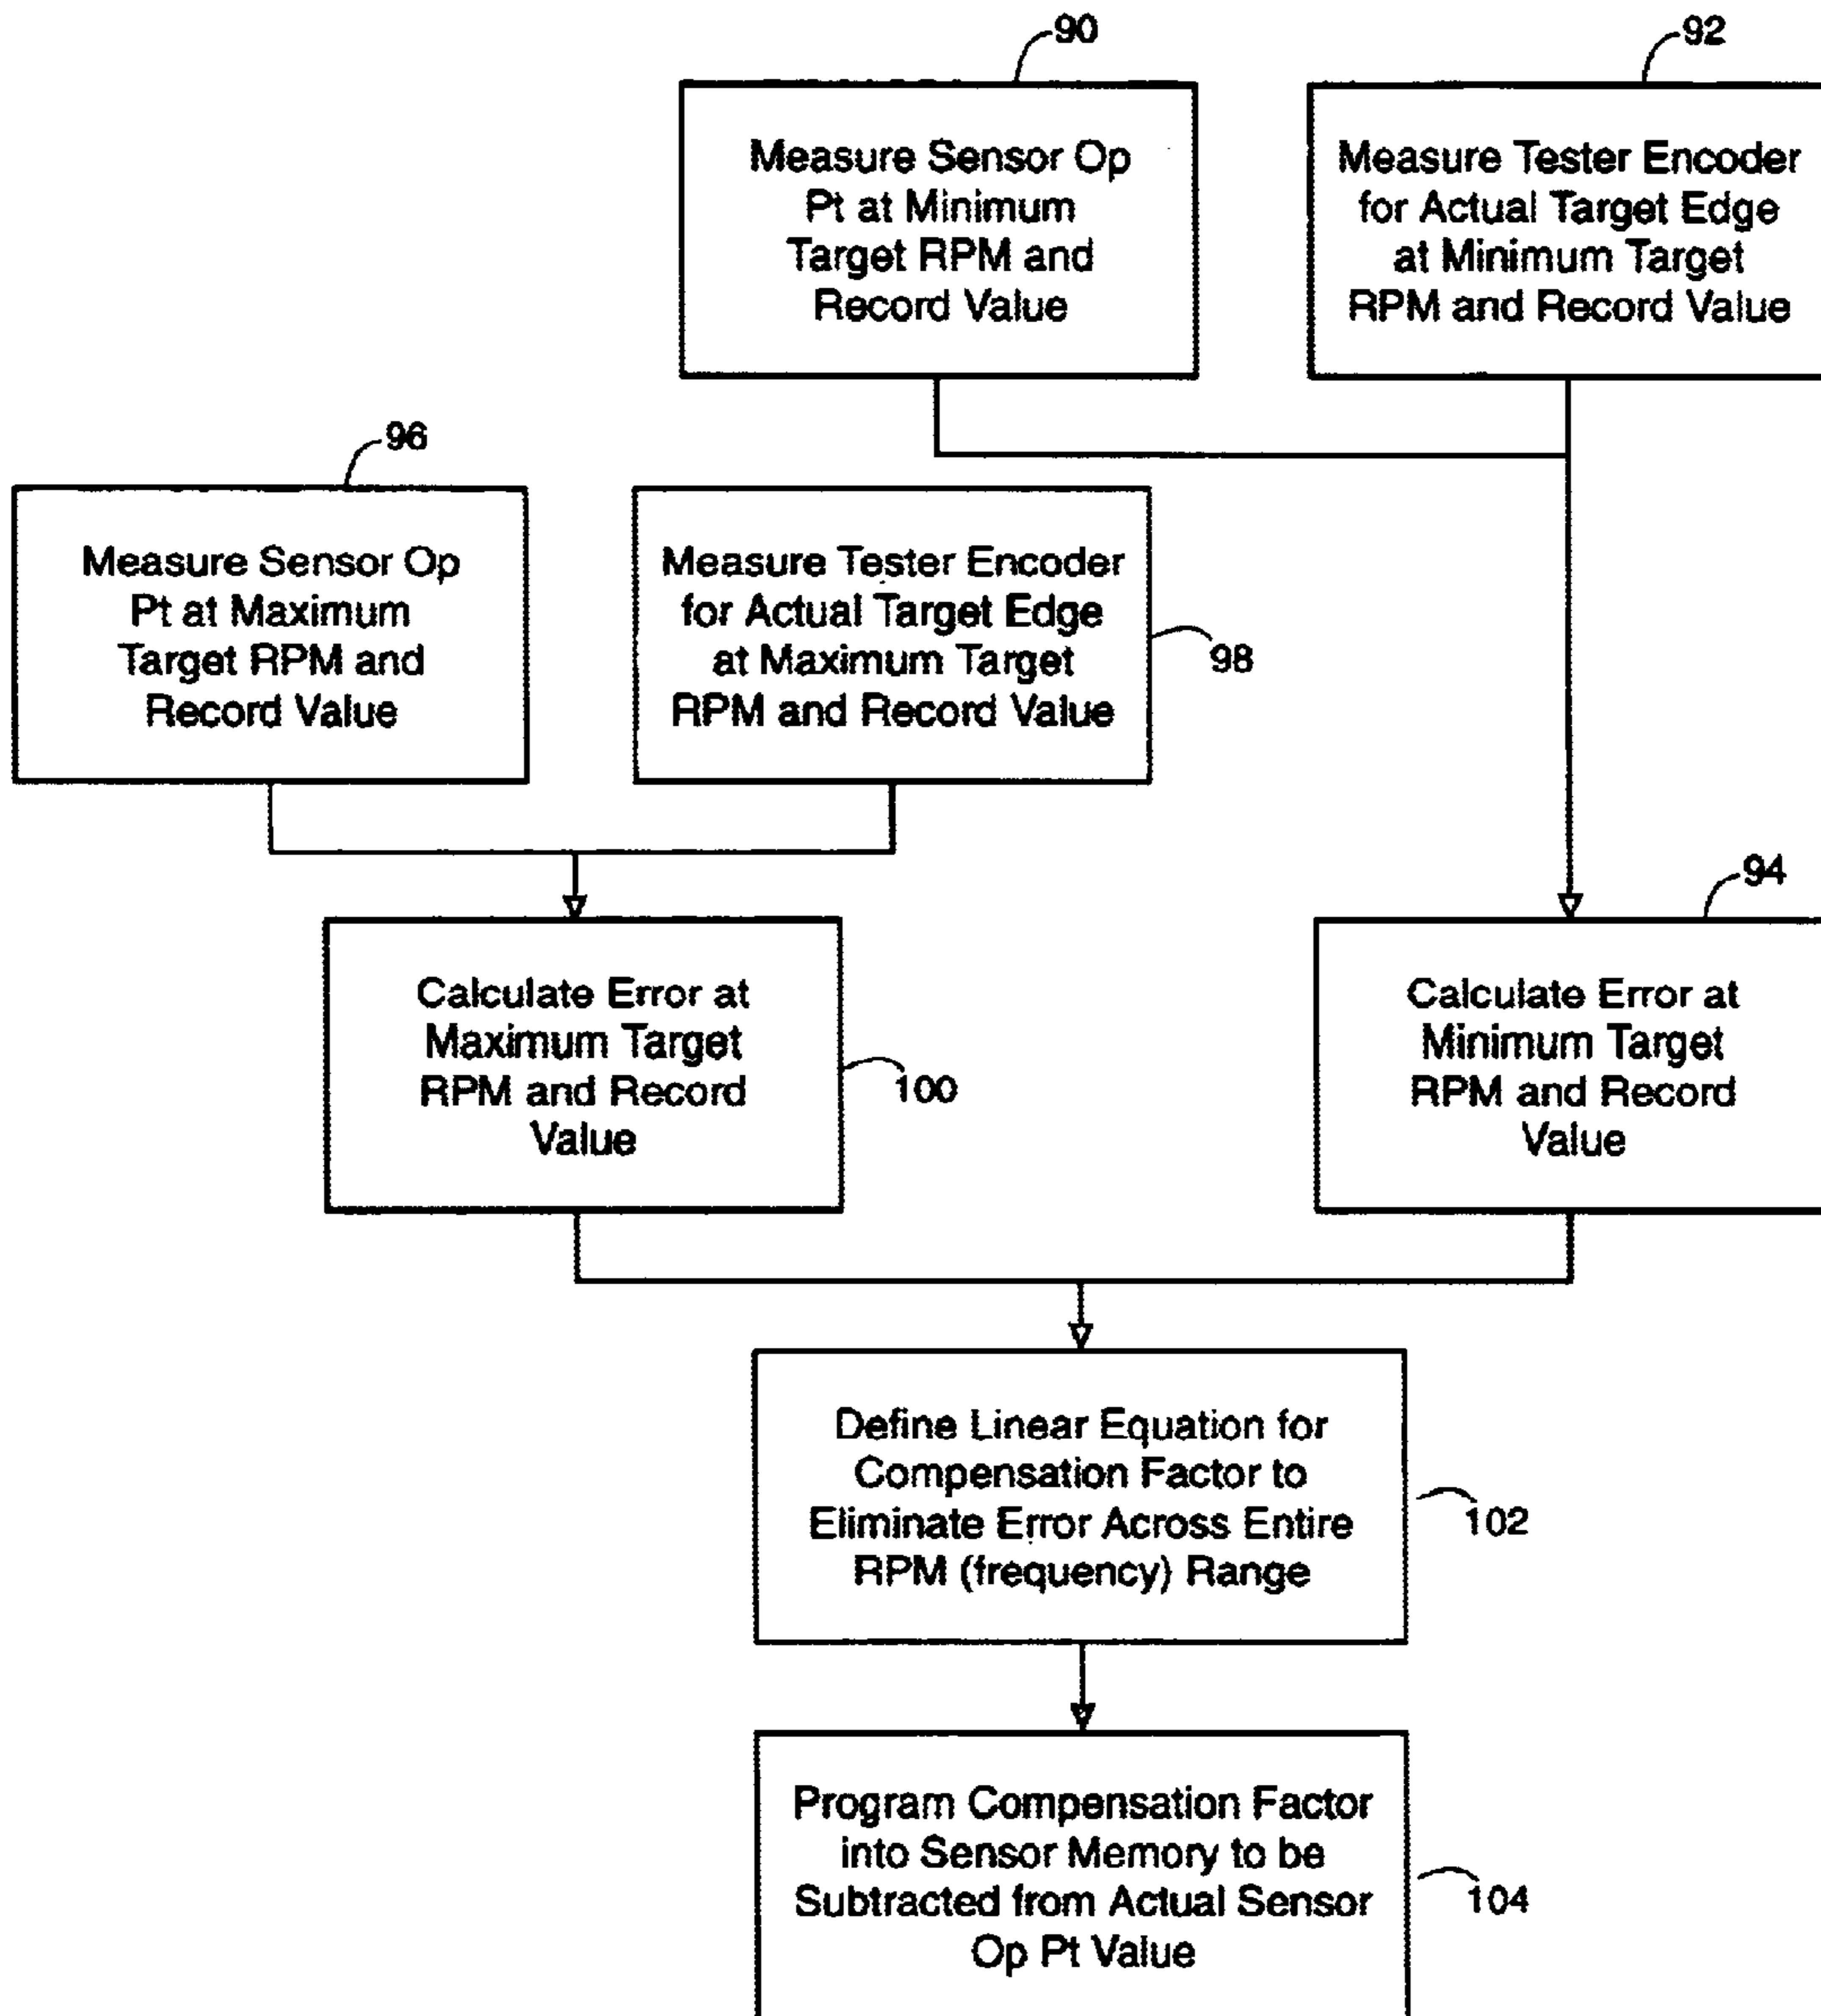 90
92
Measure Sensor Op
Pt at Minimum
Target RPM and
Record Value
Measure Tester Encoder
for Actual Target Edge
at Minimum Target
RPM and Record Value
96
Measure Sensor Op
Pt at Maximum
Target RPM and
Record Value
Measure Tester Encoder
for Actual Target Edge
at Maximum Target
RPM and Record Value
98
94
Calculate Error at
Maximum Target
RPM and Record
Value
100
Calculate Error at
Minimum Target
RPM and Record
Value
Define Linear Equation for
Compensation Factor to
Eliminate Error Across Entire
RPM (frequency) Range
102
Program Compensation Factor
into Sensor Memory to be
Subtracted from Actual Sensor
Op Pt Value
104